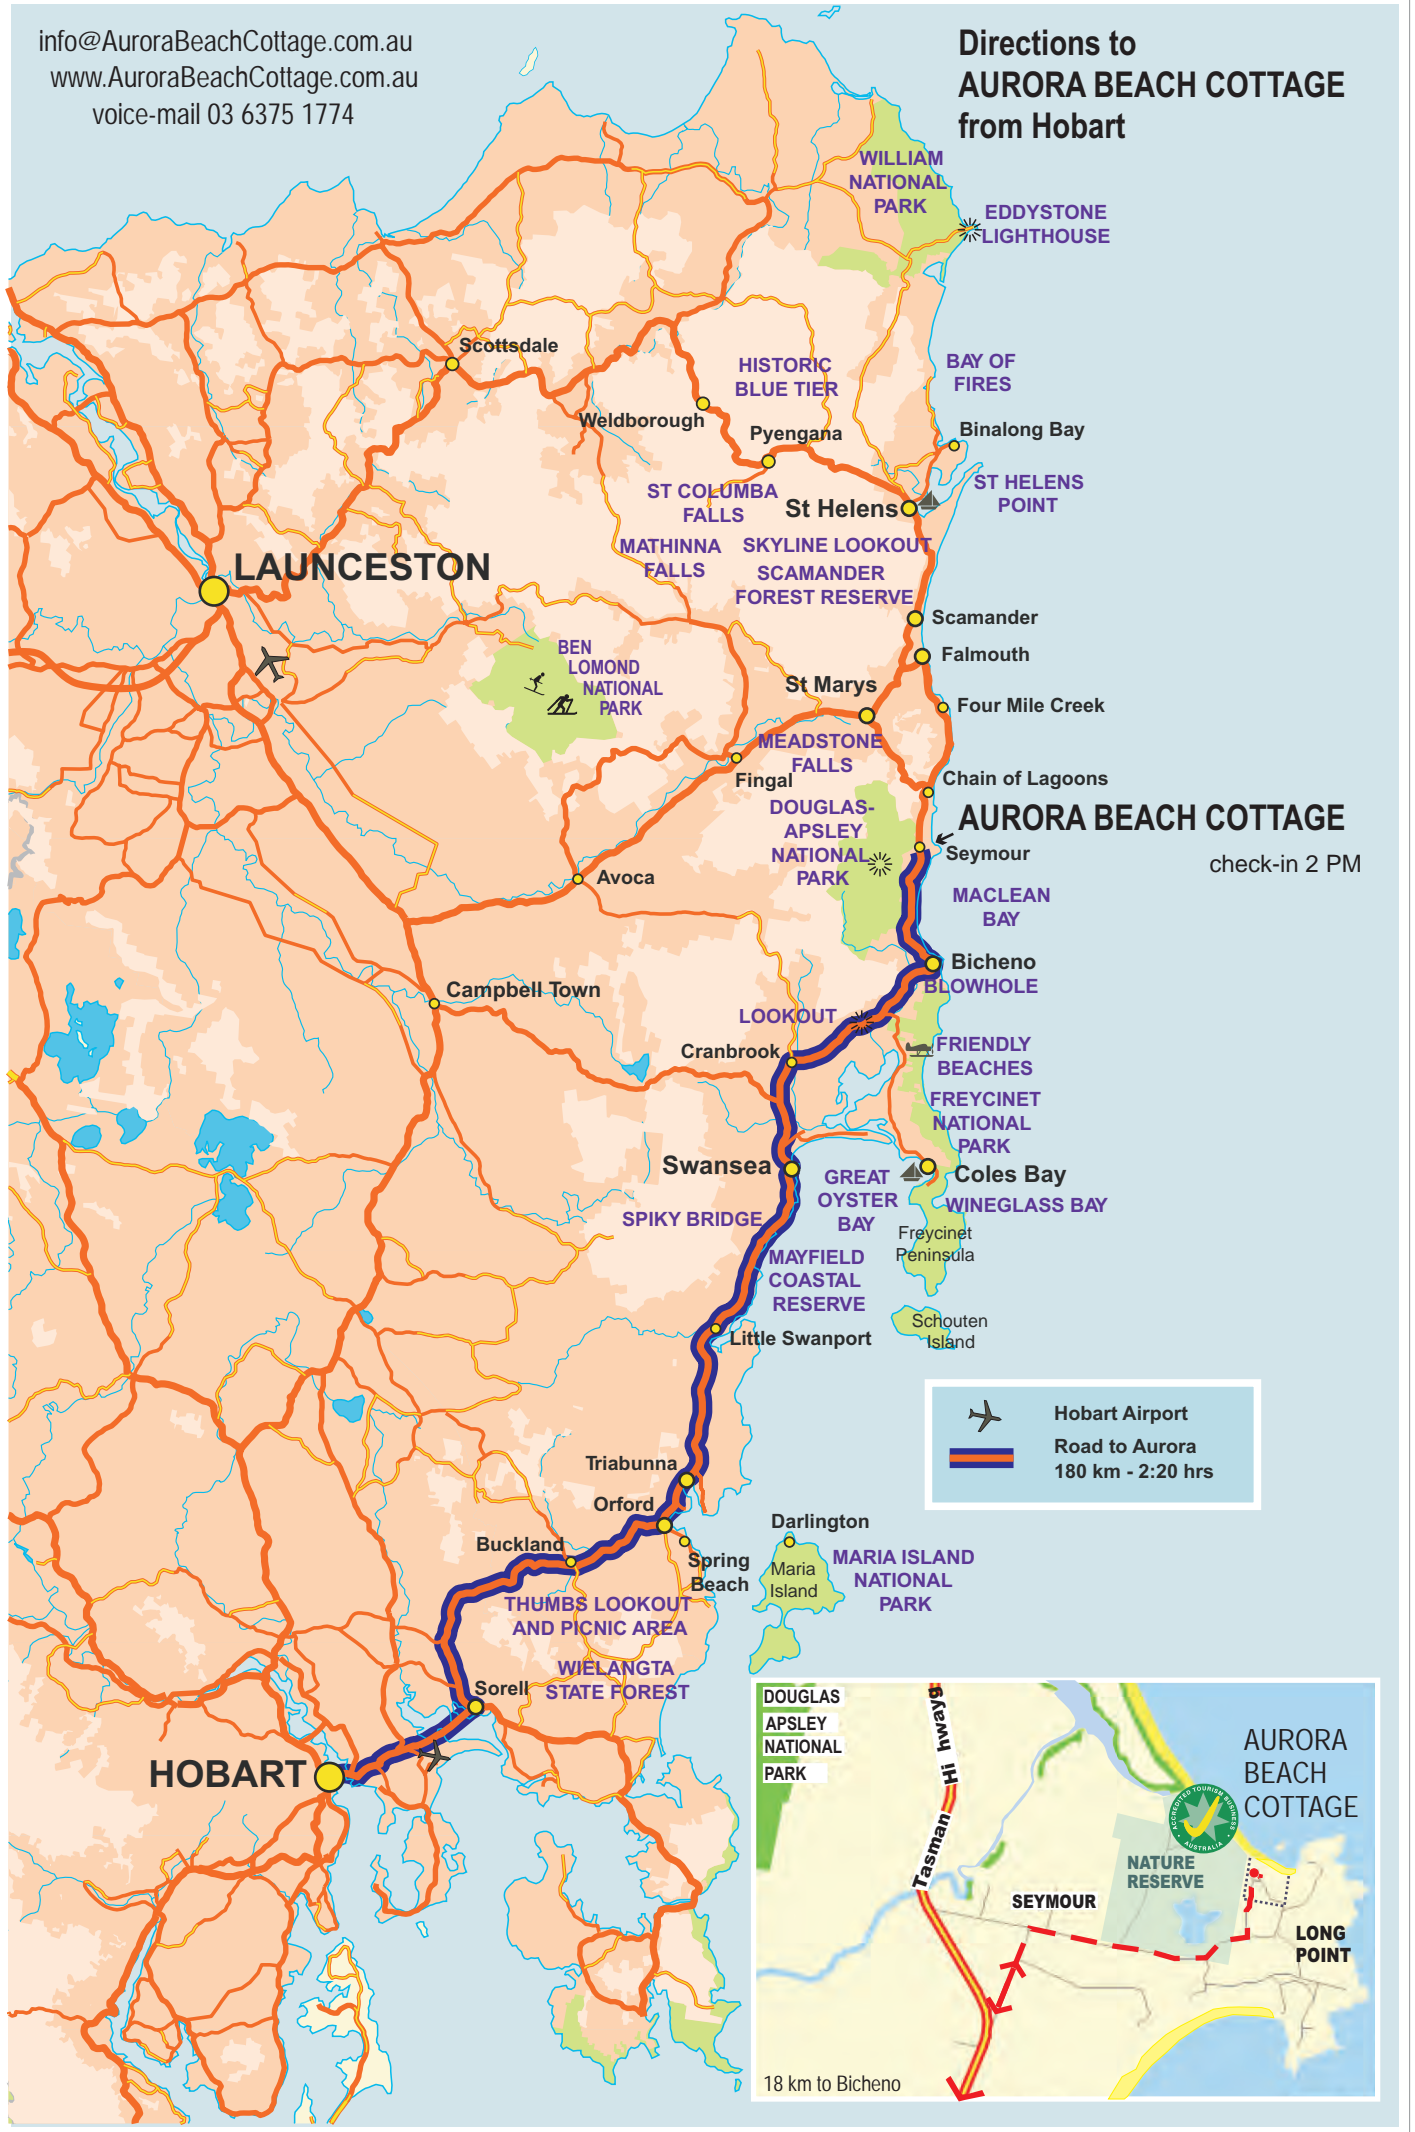 info@AuroraBeachCottage.com.au
www.AuroraBeachCottage.com.au
voice-mail 03 6375 1774
Directions to
AURORA BEACH COTTAGE
from Hobart
WILLIAM
NATIONAL
PARK
EDDYSTONE
LIGHTHOUSE
Scottsdale
HISTORIC
BLUE TIER
BAY OF
FIRES
Weldborough
Pyengana
Binalong Bay
ST COLUMBA
FALLS
St Helens
ST HELENS
POINT
MATHINNA
FALLS
SKYLINE LOOKOUT
SCAMANDER
FOREST RESERVE
LAUNCESTON
Scamander
Falmouth
BEN
LOMOND
NATIONAL
PARK
St Marys
Four Mile Creek
MEADSTONE
FALLS
Fingal
Chain of Lagoons
DOUGLAS-
APSLEY
NATIONAL
PARK
AURORA BEACH COTTAGE
Seymour
check-in 2 PM
Avoca
MACLEAN
BAY
Bicheno
BLOWHOLE
Campbell Town
LOOKOUT
Cranbrook
FRIENDLY
BEACHES
FREYCINET
NATIONAL
PARK
Swansea
GREAT
OYSTER
BAY
Coles Bay
WINEGLASS BAY
SPIKY BRIDGE
Freycinet
Peninsula
MAYFIELD
COASTAL
RESERVE
Schouten
Island
Little Swanport
Hobart Airport
Road to Aurora
180 km - 2:20 hrs
Triabunna
Orford
Buckland
Spring
Beach
Darlington
Maria
Island
MARIA ISLAND
NATIONAL
PARK
THUMBS LOOKOUT
AND PICNIC AREA
WIELANGTA
STATE FOREST
Sorell
HOBART
DOUGLAS
APSLEY
NATIONAL
PARK
Tasman Hi hwayg
AURORA
BEACH
COTTAGE
ACCREDITED TOURISM BUSINESS
AUSTRALIA
NATURE
RESERVE
SEYMOUR
LONG
POINT
18 km to Bicheno